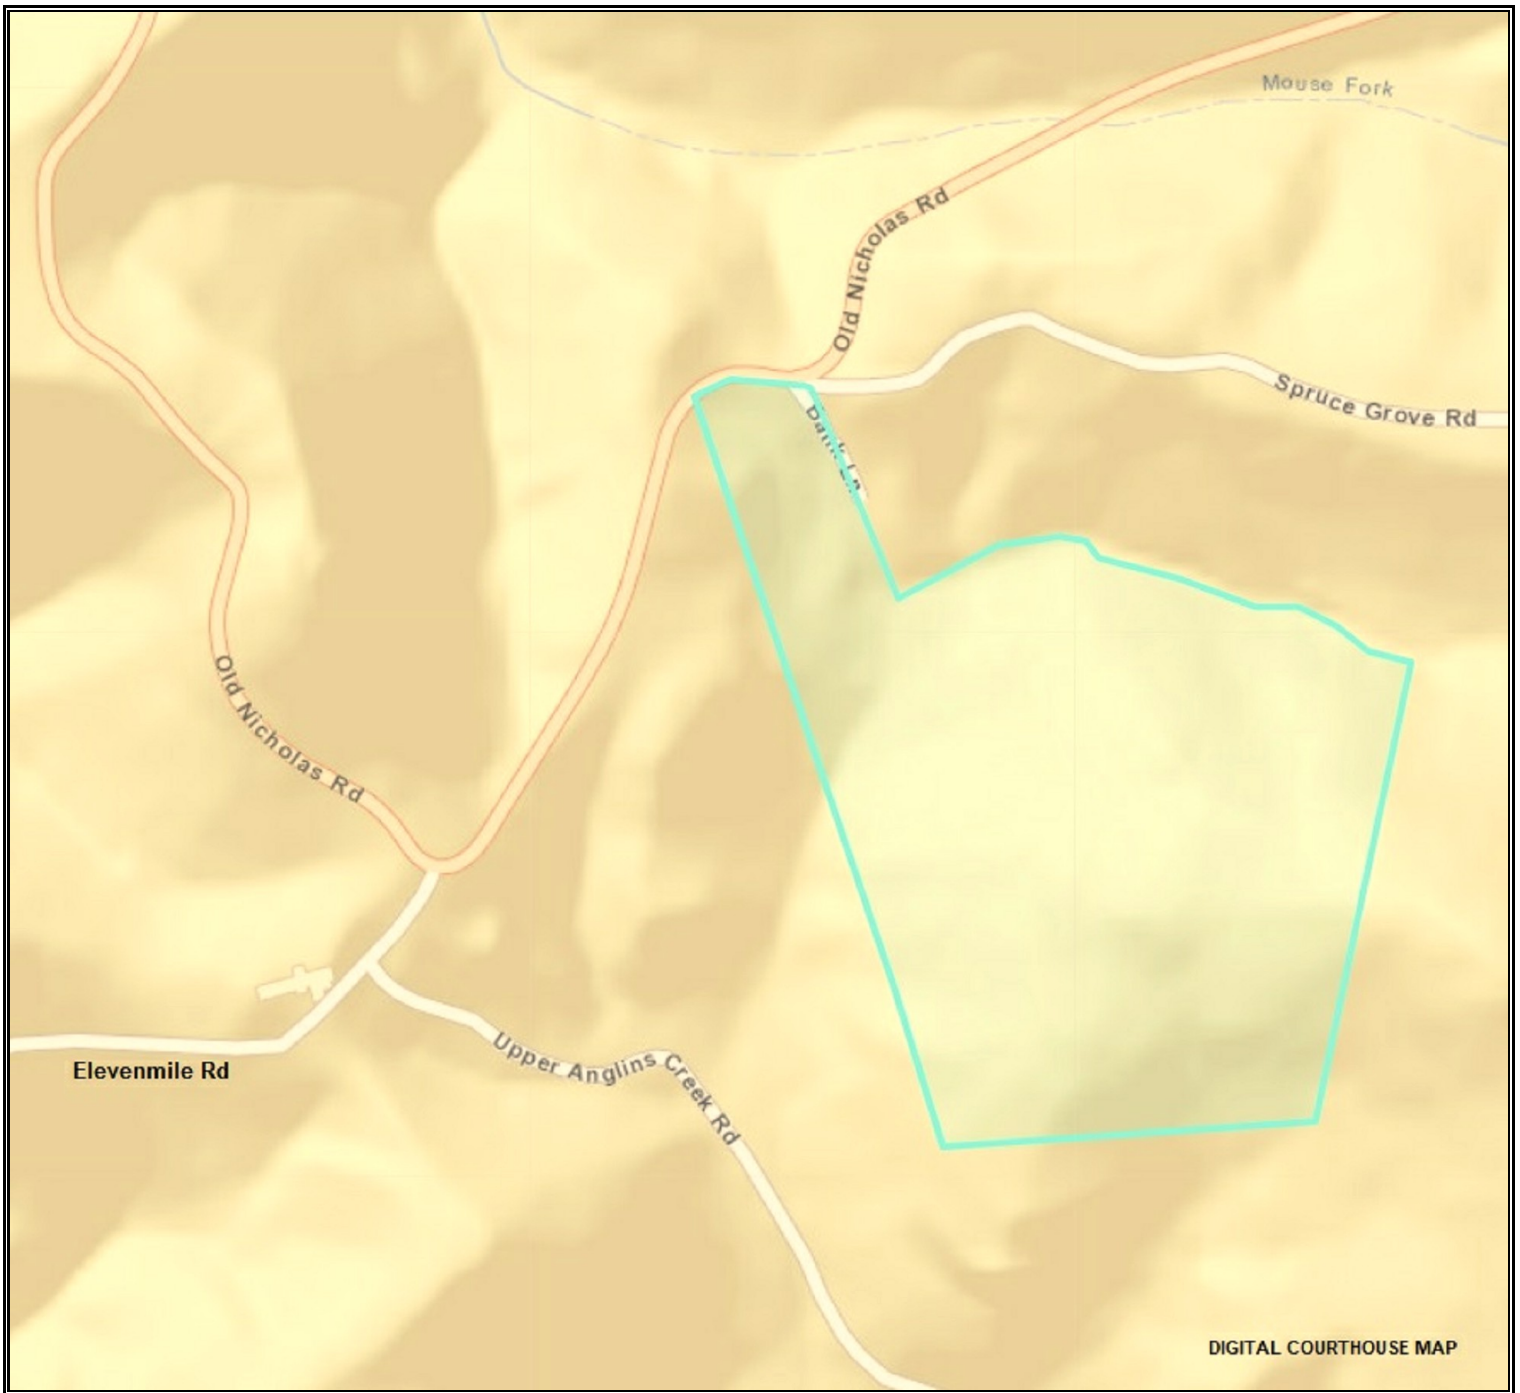 Mouse Fork
Old Nicholas Rd
Spruce Grove Rd
Old Nicholas Rd
Upper Anglins Creek Rd
Elevenmile Rd
DIGITAL COURTHOUSE MAP